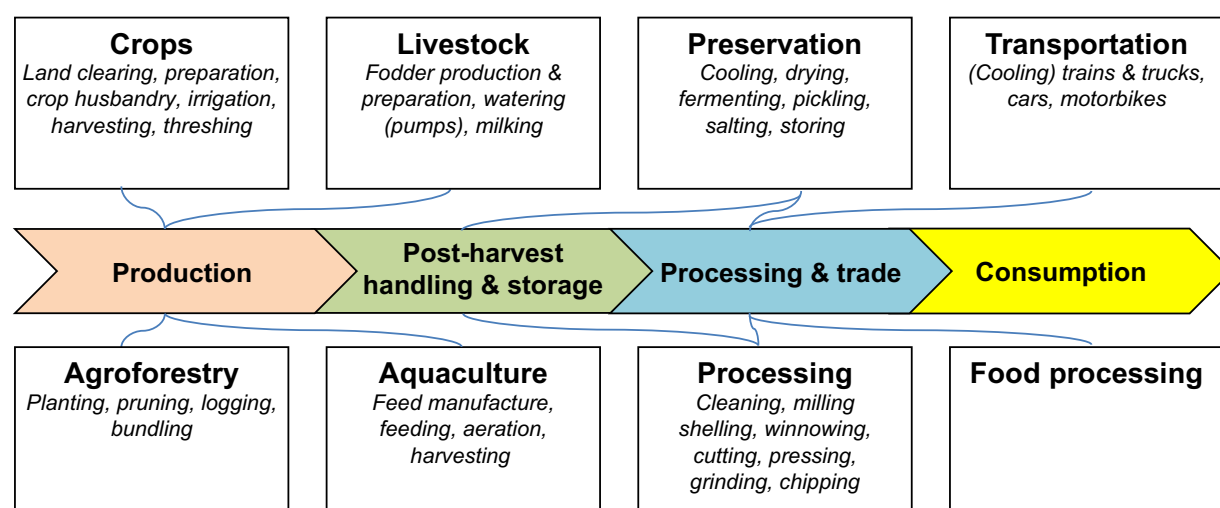 Crops
Land clearing, preparation,
crop husbandry, irrigation,
harvesting, threshing
Livestock
Fodder production &
preparation, watering
(pumps), milking
Preservation
Cooling, drying,
fermenting, pickling,
salting, storing
Transportation
(Cooling) trains & trucks,
cars, motorbikes
Production
Post-harvest
handling & storage
Processing & trade
Consumption
Agroforestry
Planting, pruning, logging,
bundling
Aquaculture
Feed manufacture,
feeding, aeration,
harvesting
Processing
Cleaning, milling
shelling, winnowing,
cutting, pressing,
grinding, chipping
Food processing